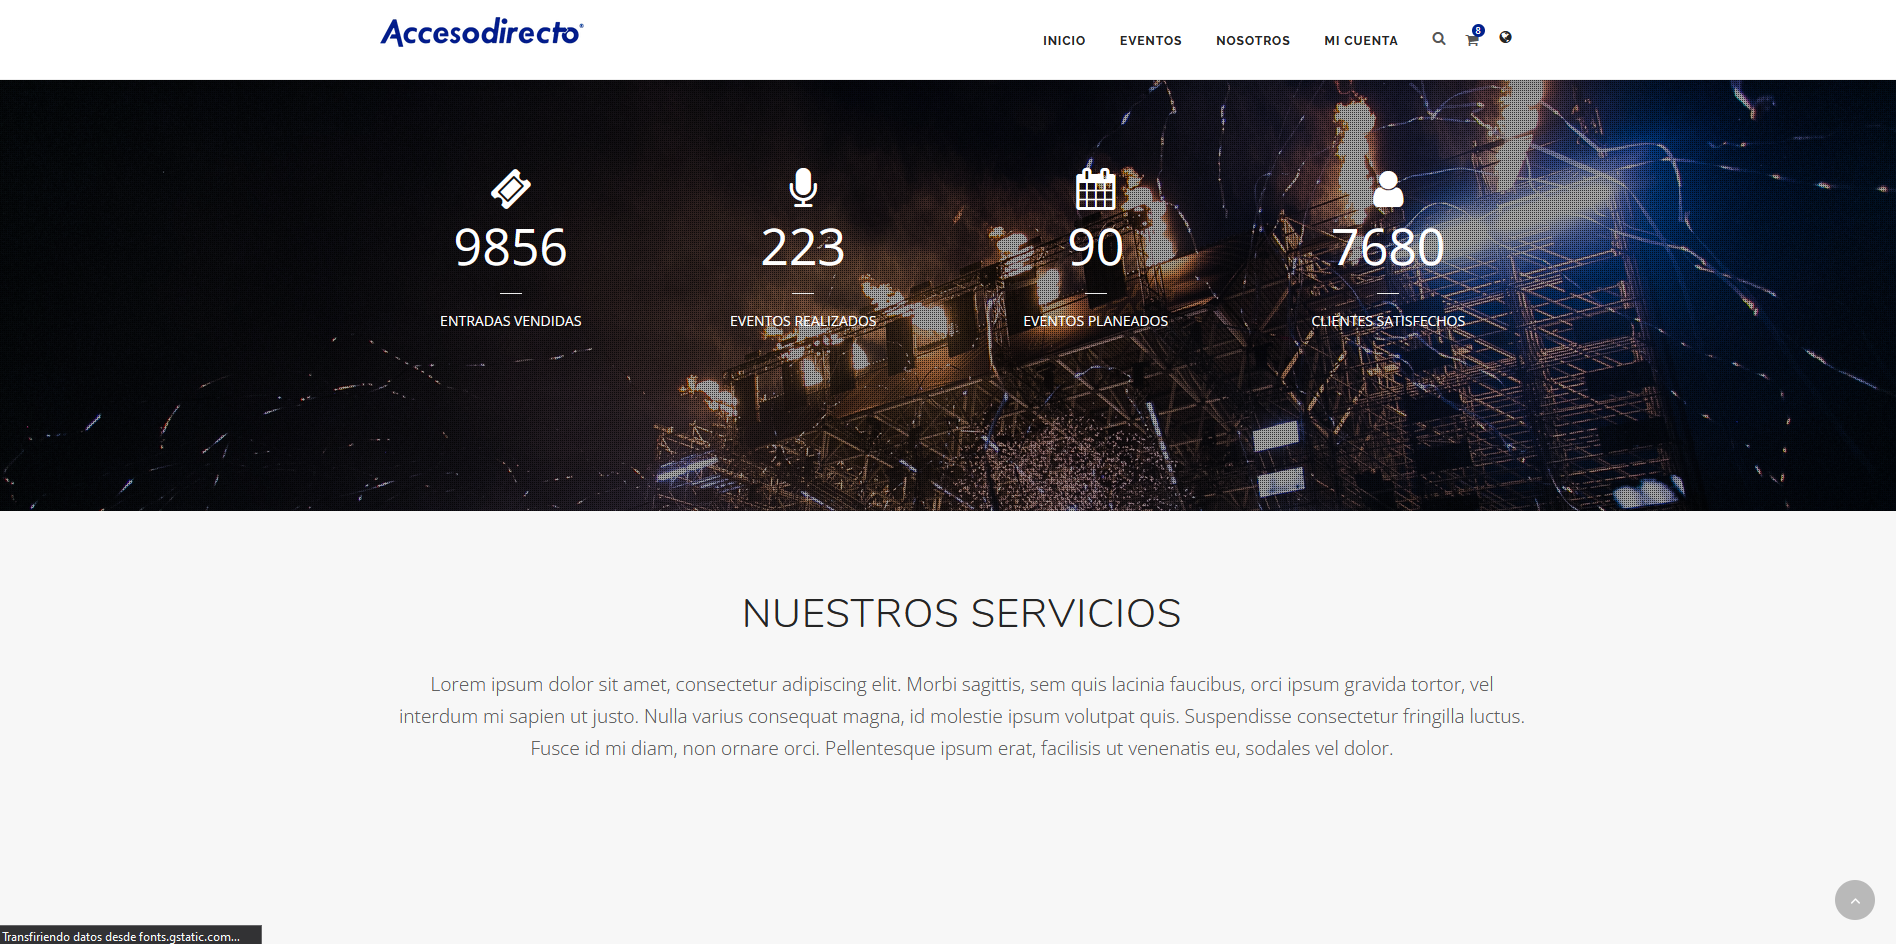 Accesodirecto®
INICIO EVENTOS NOSOTROS MI CUENTA 8
9856 223 90 7680
ENTRADAS VENDIDAS EVENTOS REALIZADOS EVENTOS PLANEADOS CLIENTES SATISFECHOS
NUESTROS SERVICIOS
Lorem ipsum dolor sit amet, consectetur adipiscing elit. Morbi sagittis, sem quis lacinia faucibus, orci ipsum gravida tortor, vel
interdum mi sapien ut justo. Nulla varius consequat magna, id molestie ipsum volutpat quis. Suspendisse consectetur fringilla luctus.
Fusce id mi diam, non ornare orci. Pellentesque ipsum erat, facilisis ut venenatis eu, sodales vel dolor.
Transfiriendo datos desde fonts.gstatic.com...